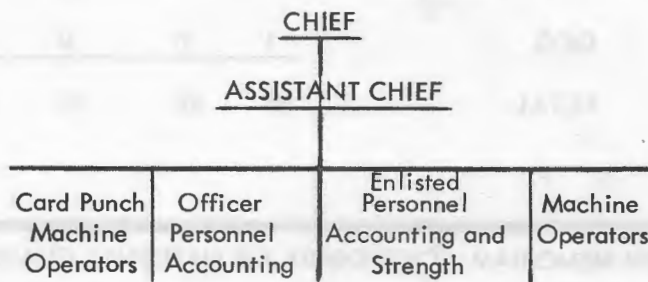 CHIEF
ASSISTANT CHIEF
Card Punch
Machine
Operators
Officer
Personnel
Accounting
Enlisted
Personnel
Accounting and
Strength
Machine
Operators